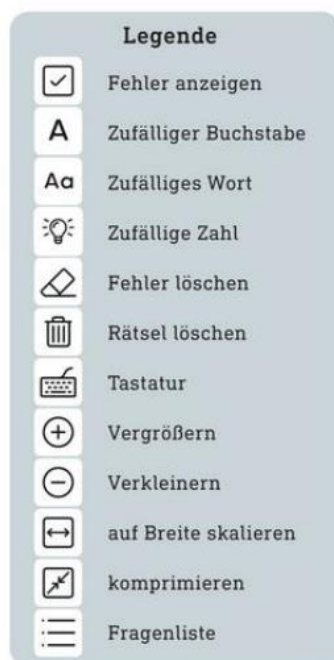 Legende
Fehler anzeigen
A Zufälliger Buchstabe
Aa Zufälliges Wort
Zufällige Zahl
Fehler löschen
Rätsel löschen
Tastatur
Vergrößern
Verkleinern
auf Breite skalieren
komprimieren
Fragenliste